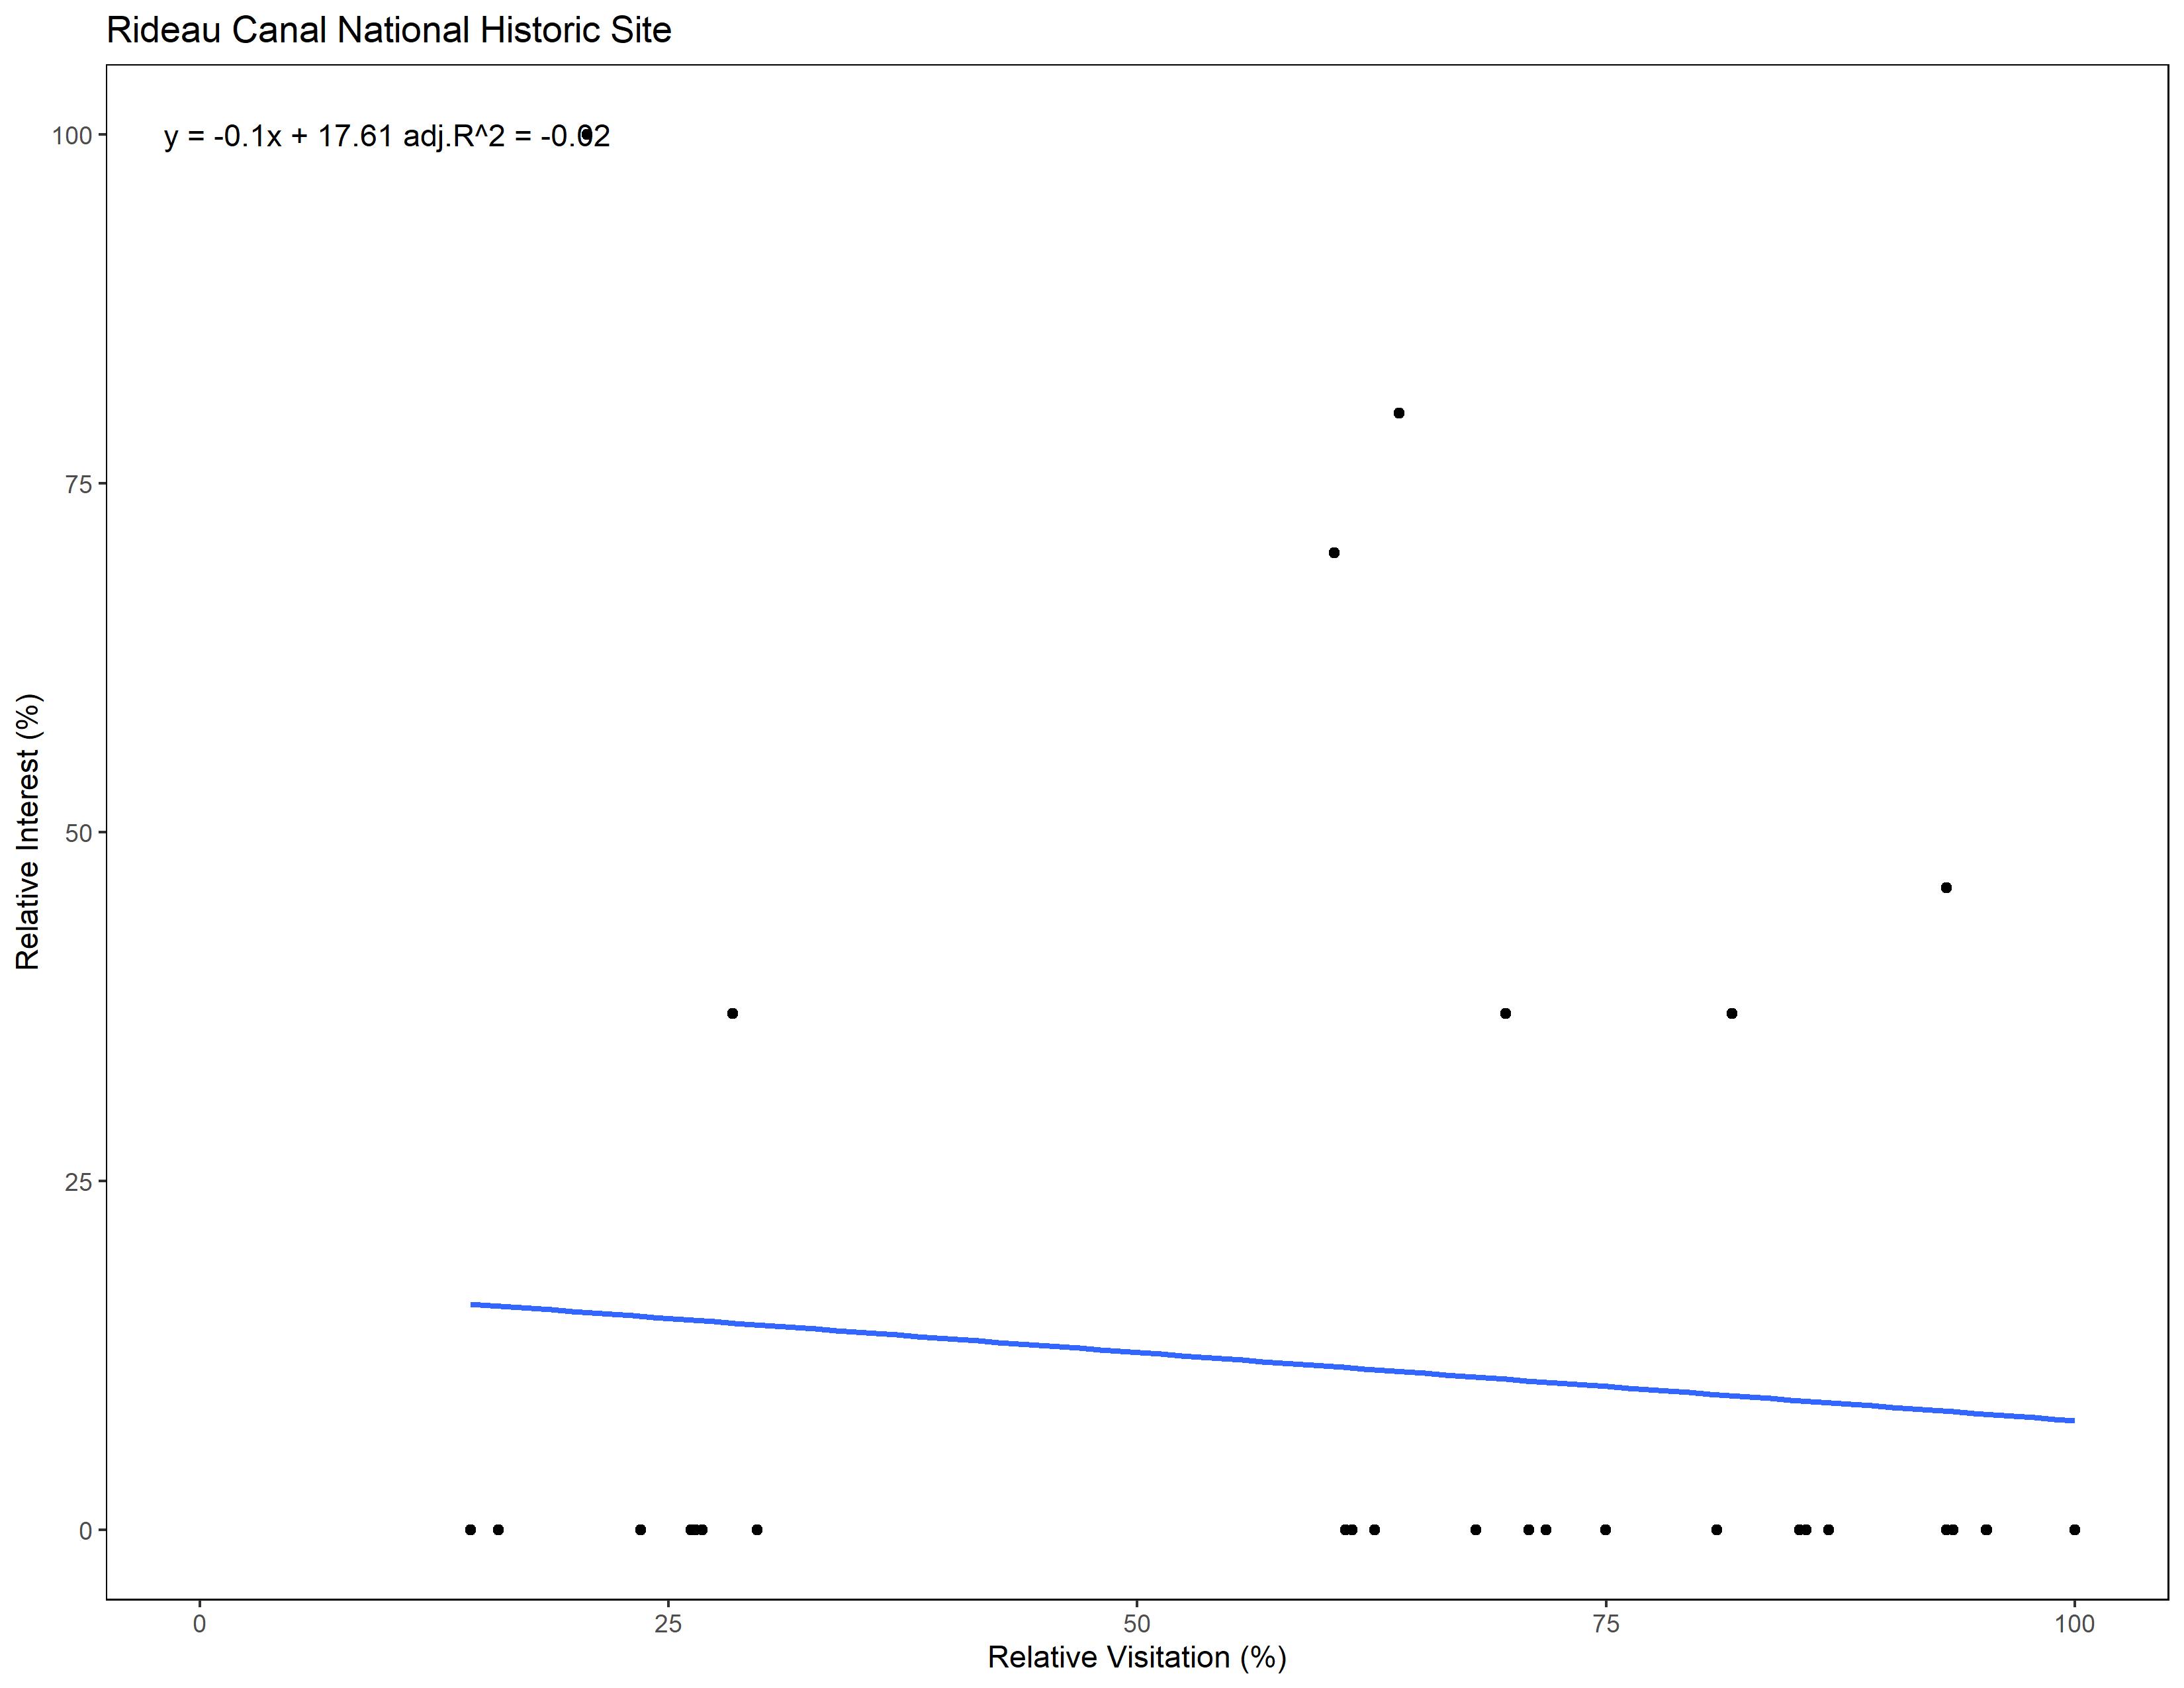 Rideau Canal National Historic Site
y = -0.1x + 17.61 adj.R^2 = -0.02
100
75
50
25
0
Relative Interest (%)
0 25 50 75 100
Relative Visitation (%)